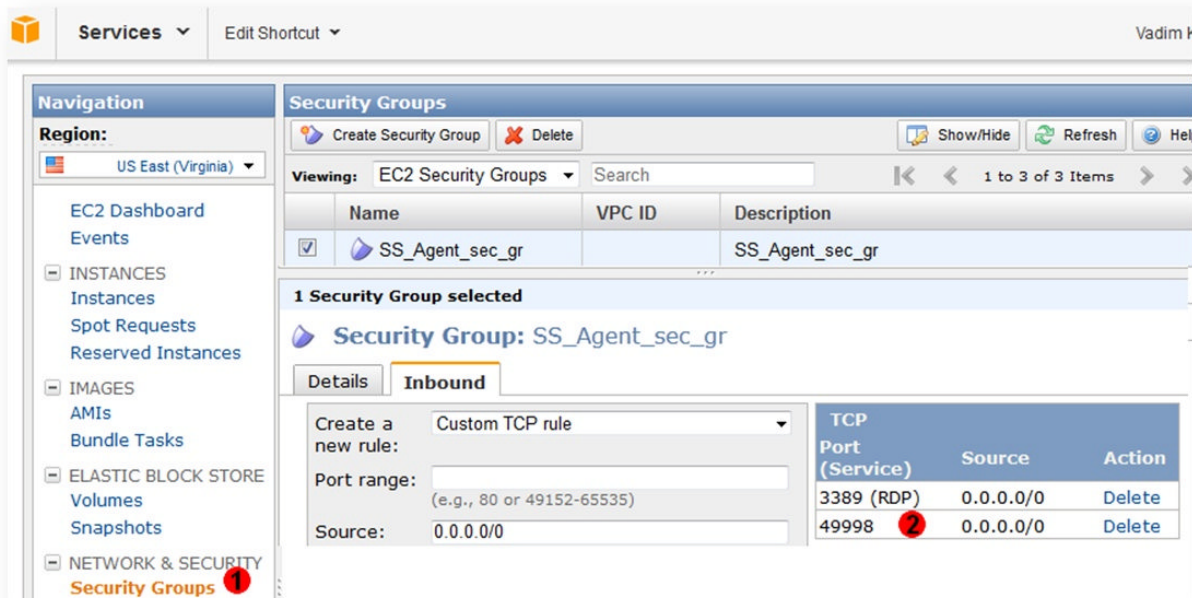 Services Edit Shortcut Vadim K
Navigation
Region:
US East (Virginia)
EC2 Dashboard
Events
INSTANCES
Instances
Spot Requests
Reserved Instances
IMAGES
AMIs
Bundle Tasks
ELASTIC BLOCK STORE
Volumes
Snapshots
NETWORK & SECURITY
Security Groups 1
Security Groups
Create Security Group Delete Show/Hide Refresh Hel
Viewing: EC2 Security Groups Search 1 to 3 of 3 Items
Name VPC ID Description
SS_Agent_sec_gr SS_Agent_sec_gr
1 Security Group selected
Security Group: SS_Agent_sec_gr
Details Inbound
Create a new rule: Custom TCP rule
Port range:
(e.g., 80 or 49152-65535)
Source: 0.0.0.0/0
TCP
Port (Service) Source Action
3389 (RDP) 0.0.0.0/0 Delete
49998 2 0.0.0.0/0 Delete